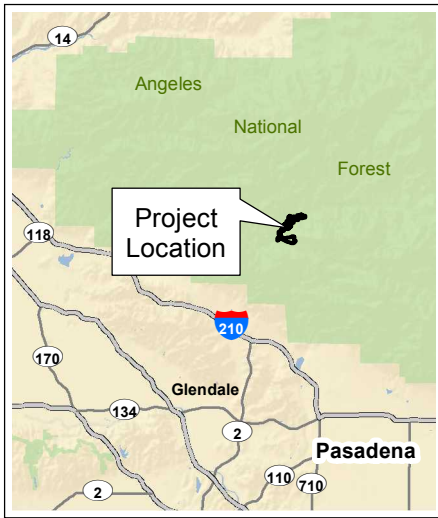 14
Angeles
National
Forest
Project
Location
118
210
170
Glendale
134
2
Pasadena
110
710
2